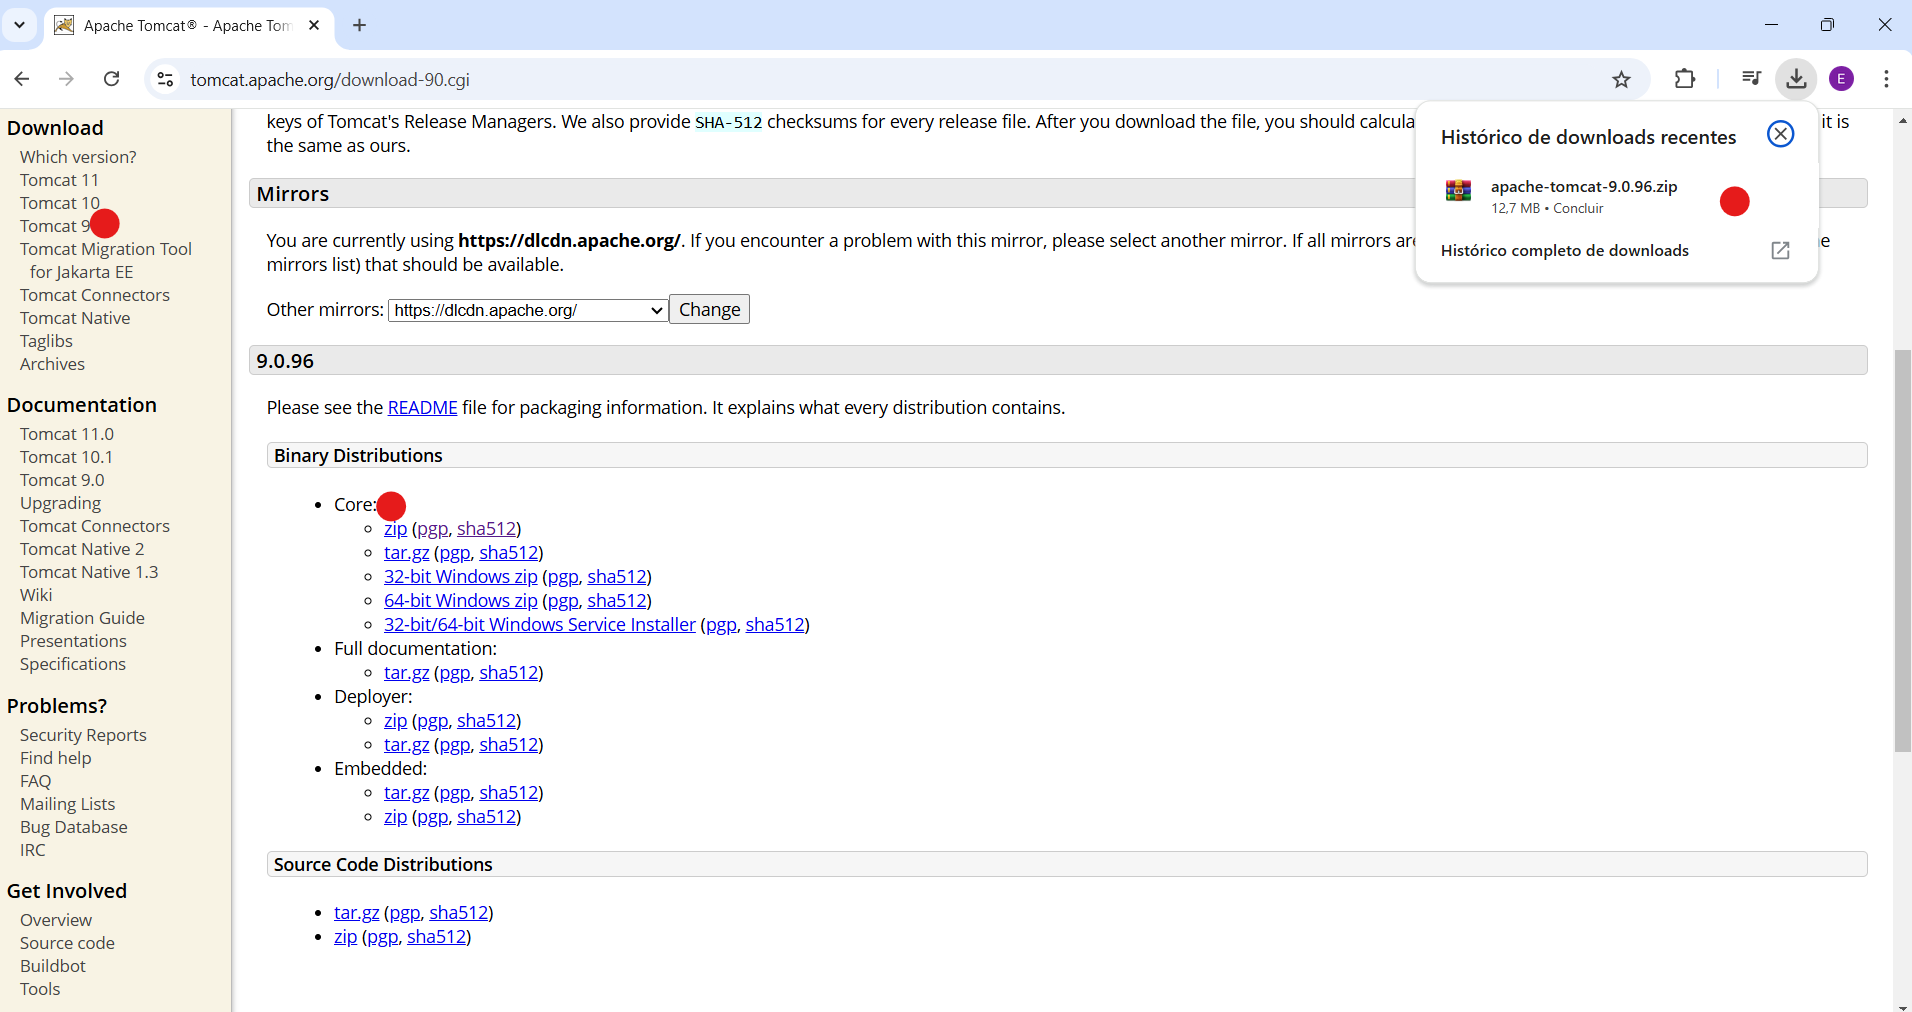 Apache Tomcat® - Apache Tom
tomcat.apache.org/download-90.cgi
E
Download
Which version?
Tomcat 11
Tomcat 10
Tomcat 9
Tomcat Migration Tool
for Jakarta EE
Tomcat Connectors
Tomcat Native
Taglibs
Archives
Documentation
Tomcat 11.0
Tomcat 10.1
Tomcat 9.0
Upgrading
Tomcat Connectors
Tomcat Native 2
Tomcat Native 1.3
Wiki
Migration Guide
Presentations
Specifications
Problems?
Security Reports
Find help
FAQ
Mailing Lists
Bug Database
IRC
Get Involved
Overview
Source code
Buildbot
Tools
keys of Tomcat's Release Managers. We also provide SHA-512 checksums for every release file. After you download the file, you should calcula it is
the same as ours.
Mirrors
You are currently using https://dlcdn.apache.org/. If you encounter a problem with this mirror, please select another mirror. If all mirrors are e
mirrors list) that should be available.
Other mirrors: https://dlcdn.apache.org/ Change
9.0.96
Please see the README file for packaging information. It explains what every distribution contains.
Binary Distributions
• Core:
zip (pgp, sha512)
tar.gz (pgp, sha512)
32-bit Windows zip (pgp, sha512)
64-bit Windows zip (pgp, sha512)
32-bit/64-bit Windows Service Installer (pgp, sha512)
• Full documentation:
tar.gz (pgp, sha512)
• Deployer:
zip (pgp, sha512)
tar.gz (pgp, sha512)
• Embedded:
tar.gz (pgp, sha512)
zip (pgp, sha512)
Source Code Distributions
• tar.gz (pgp, sha512)
• zip (pgp, sha512)
Histórico de downloads recentes
apache-tomcat-9.0.96.zip
12,7 MB • Concluir
Histórico completo de downloads